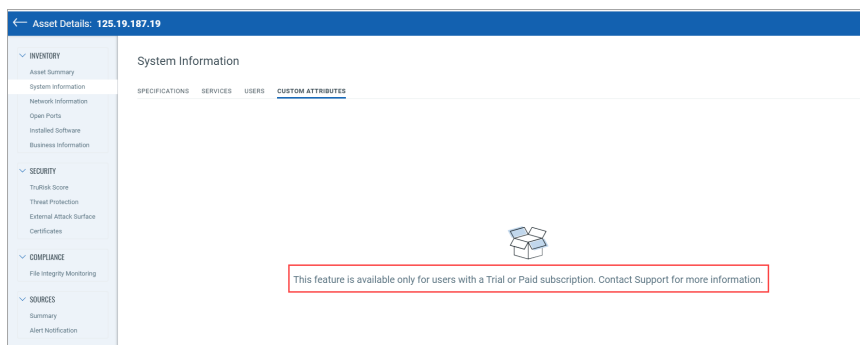 Asset Details: 125.19.187.19
INVENTORY
Asset Summary
System Information
Network Information
Open Ports
Installed Software
Business Information
SECURITY
TruRisk Score
Threat Protection
External Attack Surface
Certificates
COMPLIANCE
File Integrity Monitoring
SOURCES
Summary
Alert Notification
System Information
SPECIFICATIONS SERVICES USERS CUSTOM ATTRIBUTES
This feature is available only for users with a Trial or Paid subscription. Contact Support for more information.